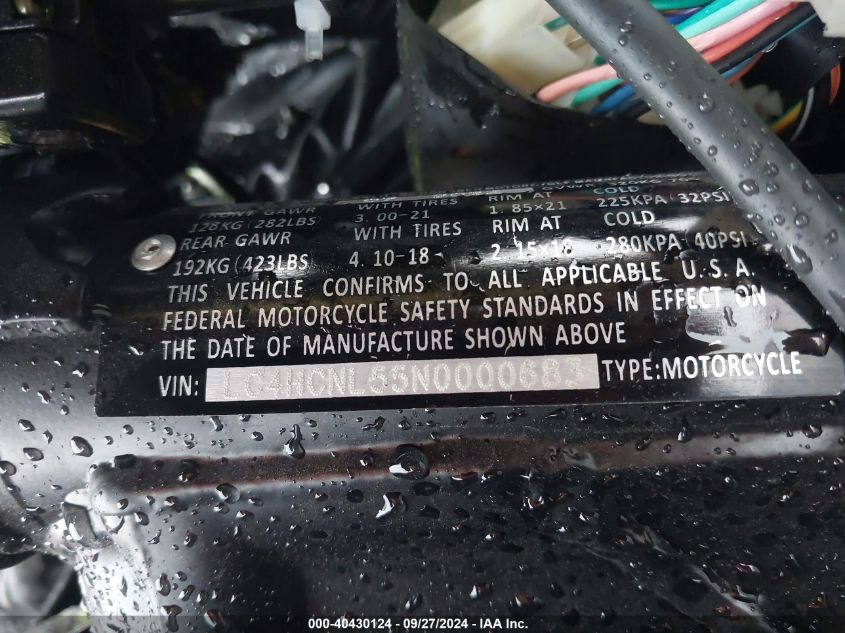 FRONT GAWR WITH TIRES RIM AT COLD
128KG (282LBS) 3.00-21 1.85x21 225KPA (32PSI
REAR GAWR WITH TIRES RIM AT COLD
192KG (423LBS) 4.10-18 2.15x18 280KPA (40PSI
THIS VEHICLE CONFIRMS TO ALL APPLICABLE U.S.A.
FEDERAL MOTORCYCLE SAFETY STANDARDS IN EFFECT ON
THE DATE OF MANUFACTURE SHOWN ABOVE
VIN: LC4HCNL55N0000683 TYPE:MOTORCYCLE
000-40430124 - 09/27/2024 - IAA Inc.